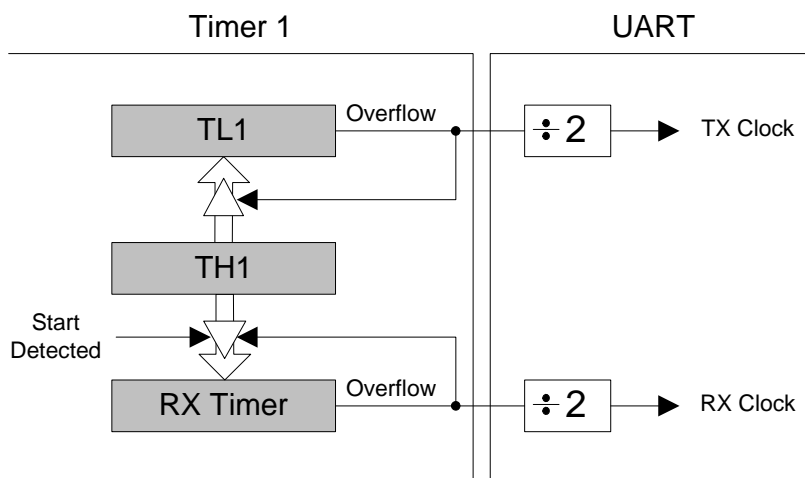 Timer 1
UART
TL1
Overflow
÷2
TX Clock
TH1
Start
Detected
RX Timer
Overflow
÷2
RX Clock